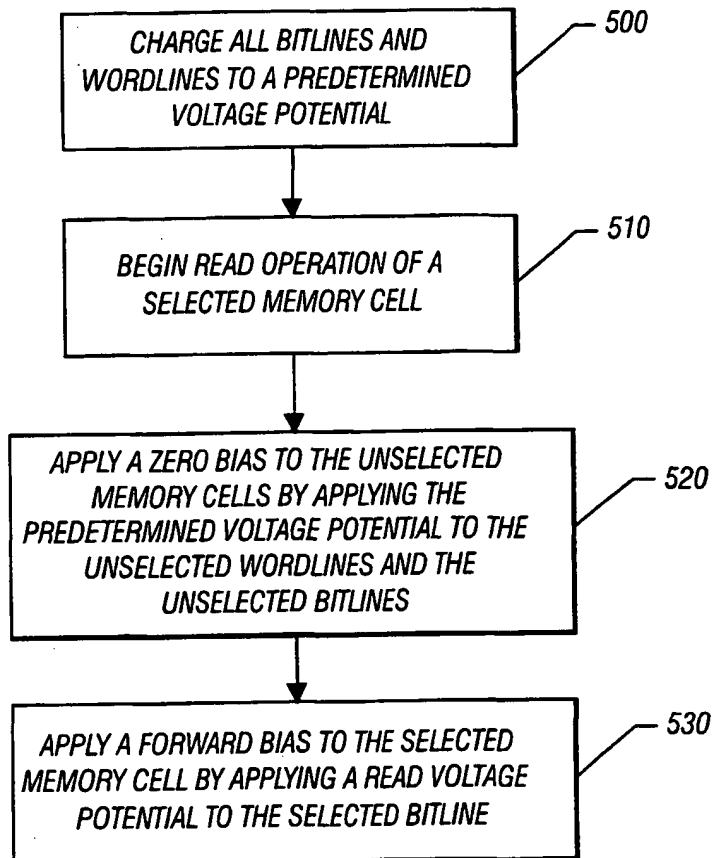 CHARGE ALL BITLINES AND
WORDLINES TO A PREDETERMINED
VOLTAGE POTENTIAL
500
BEGIN READ OPERATION OF A
SELECTED MEMORY CELL
510
APPLY A ZERO BIAS TO THE UNSELECTED
MEMORY CELLS BY APPLYING THE
PREDETERMINED VOLTAGE POTENTIAL TO THE
UNSELECTED WORDLINES AND THE
UNSELECTED BITLINES
520
APPLY A FORWARD BIAS TO THE SELECTED
MEMORY CELL BY APPLYING A READ VOLTAGE
POTENTIAL TO THE SELECTED BITLINE
530